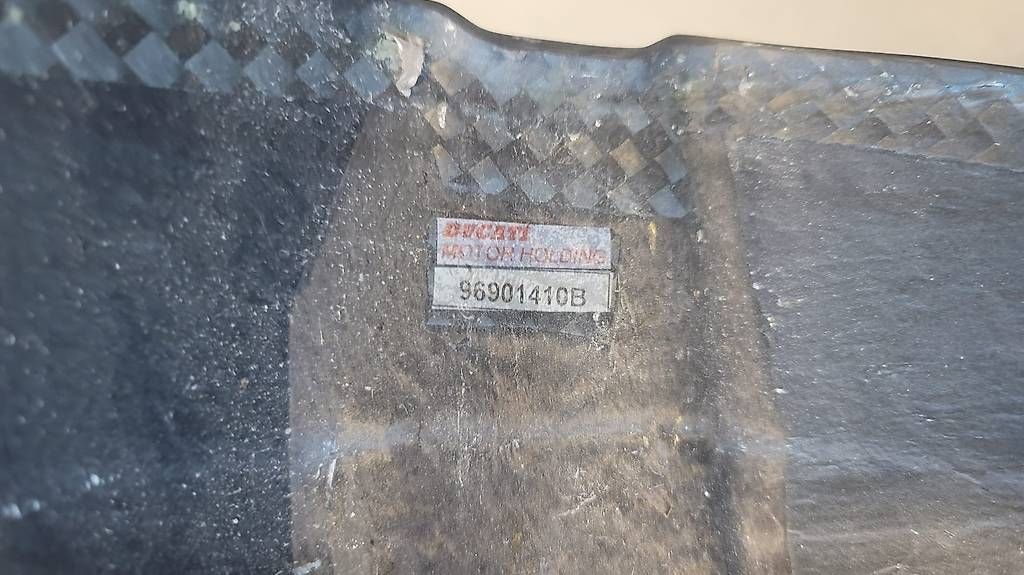 DUCATI
MOTOR HOLDING
96901410B